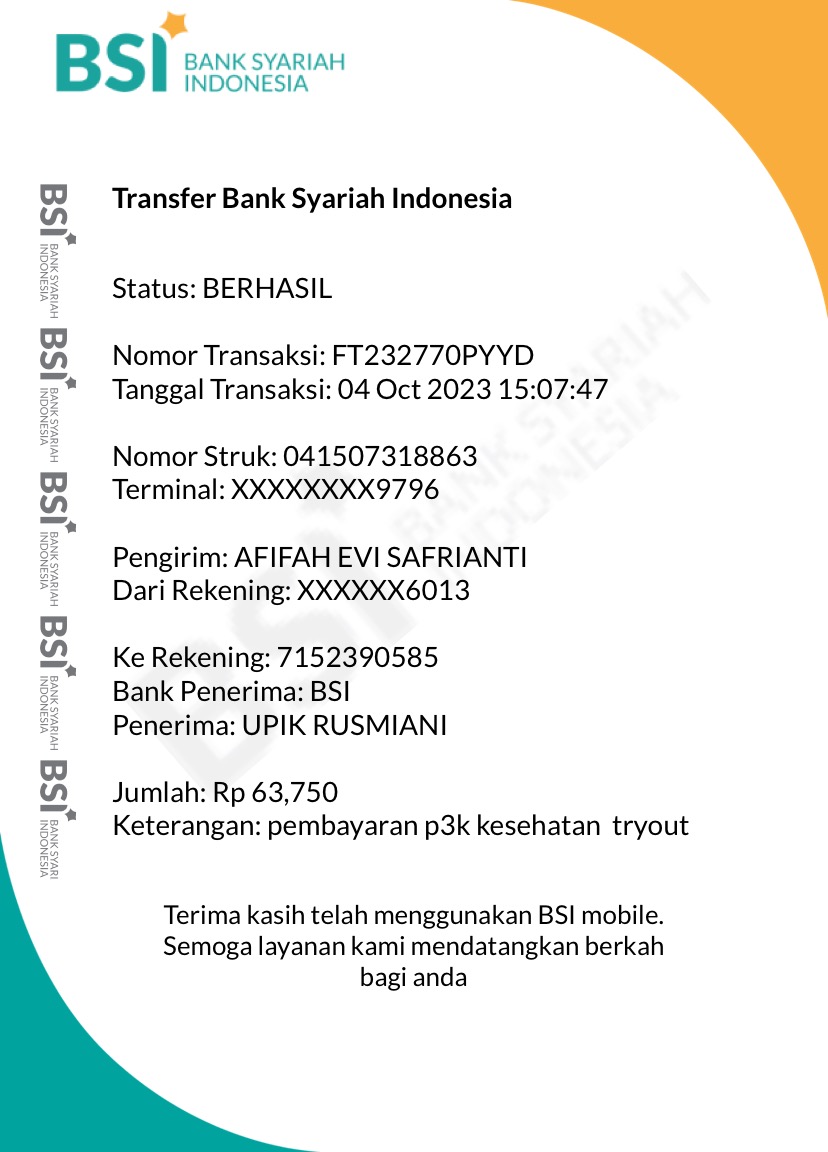 BSI BANK SYARIAH
INDONESIA
Transfer Bank Syariah Indonesia
Status: BERHASIL
Nomor Transaksi: FT232770PYYD
Tanggal Transaksi: 04 Oct 2023 15:07:47
Nomor Struk: 041507318863
Terminal: XXXXXXXX9796
Pengirim: AFIFAH EVI SAFRIANTI
Dari Rekening: XXXXXX6013
Ke Rekening: 7152390585
Bank Penerima: BSI
Penerima: UPIK RUSMIANI
Jumlah: Rp 63,750
Keterangan: pembayaran p3k kesehatan  tryout
Terima kasih telah menggunakan BSI mobile.
Semoga layanan kami mendatangkan berkah
bagi anda
BSI BANK SYARIAH
INDONESIA
BSI BANK SYARIAH
INDONESIA
BSI BANK SYARIAH
INDONESIA
BSI BANK SYARIAH
INDONESIA
BSI BANK SYARI
INDONESIA
BSI BANK SYARIAH
INDONESIA